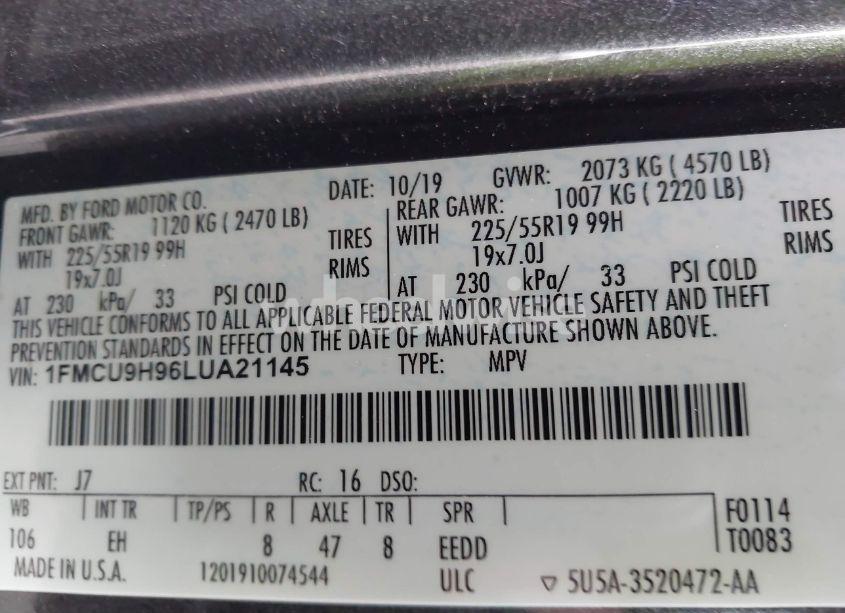 MFD. BY FORD MOTOR CO. DATE: 10/19 GVWR: 2073 KG ( 4570 LB)
FRONT GAWR: 1120 KG ( 2470 LB) REAR GAWR: 1007 KG ( 2220 LB)
WITH 225/55R19 99H TIRES WITH 225/55R19 99H TIRES
19x7.0J RIMS 19x7.0J RIMS
AT 230 kPa/ 33 PSI COLD AT 230 kPa/ 33 PSI COLD
THIS VEHICLE CONFORMS TO ALL APPLICABLE FEDERAL MOTOR VEHICLE SAFETY AND THEFT
PREVENTION STANDARDS IN EFFECT ON THE DATE OF MANUFACTURE SHOWN ABOVE.
VIN: 1FMCU9H96LUA21145 TYPE: MPV
EXT PNT: J7 RC: 16 DSO:
WB INT TR TP/PS R AXLE TR SPR F0114
106 EH 8 47 8 EEDD T0083
MADE IN U.S.A. 1201910074544 ULC 5U5A-3520472-AA